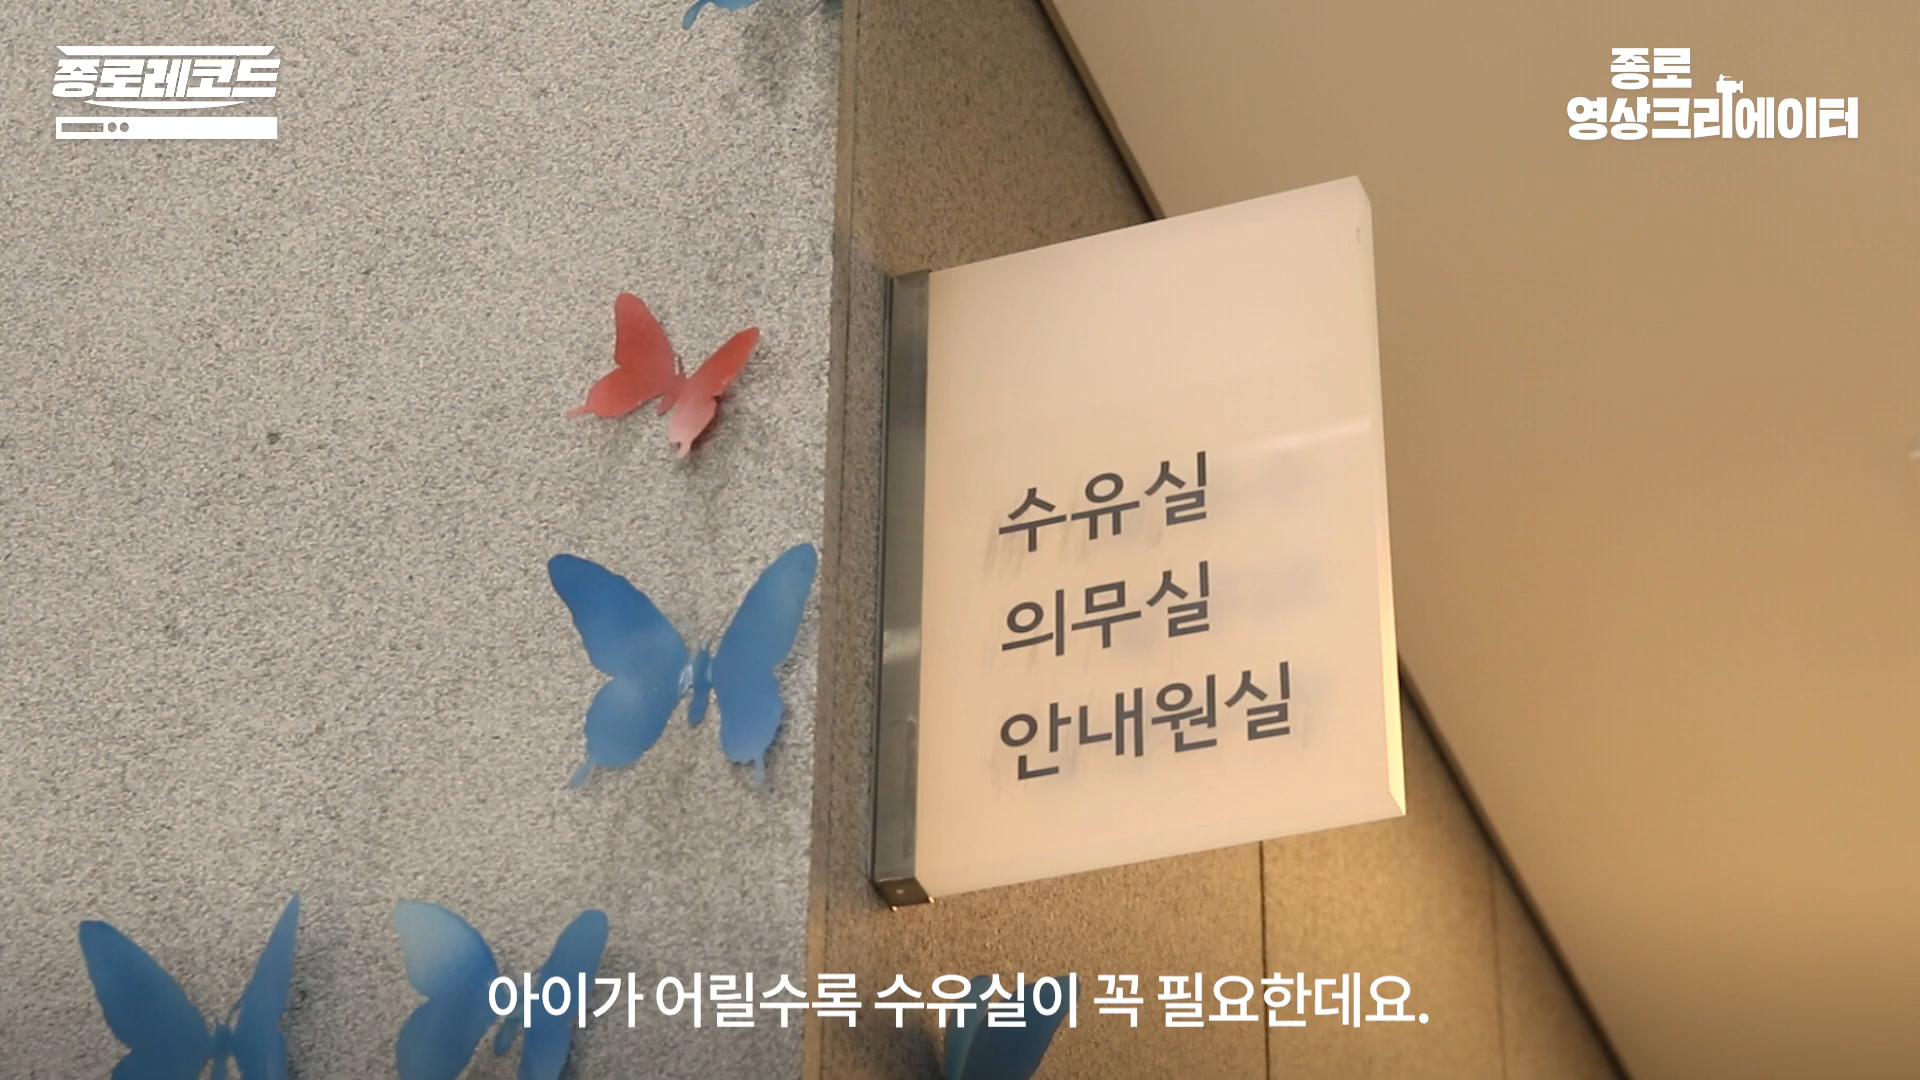 종로레코드
종로
영상크리에이터
수유실
의무실
안내원실
아이가 어릴수록 수유실이 꼭 필요한데요.